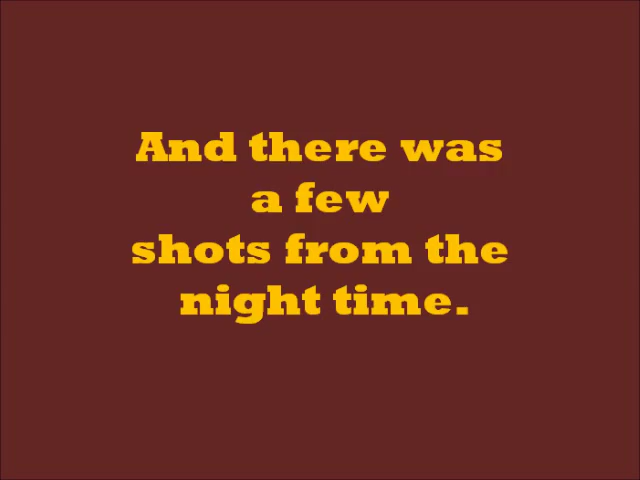 And there was
a few
shots from the
night time.